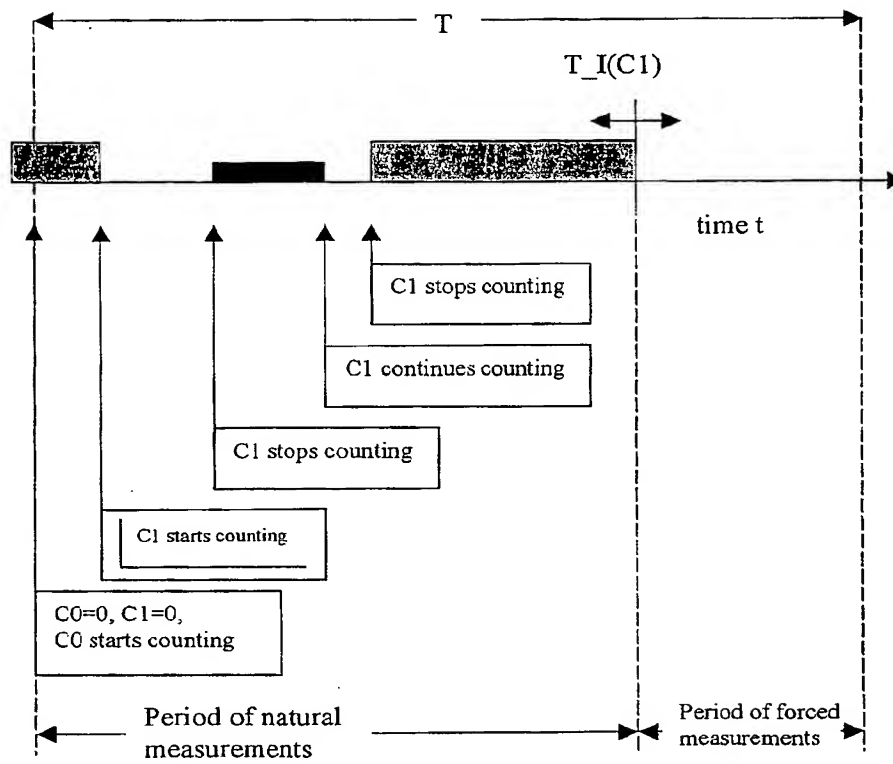 T
T_I(C1)
time t
C1 stops counting
C1 continues counting
C1 stops counting
C1 starts counting
C0=0, C1=0,
C0 starts counting
Period of natural
measurements
Period of forced
measurements